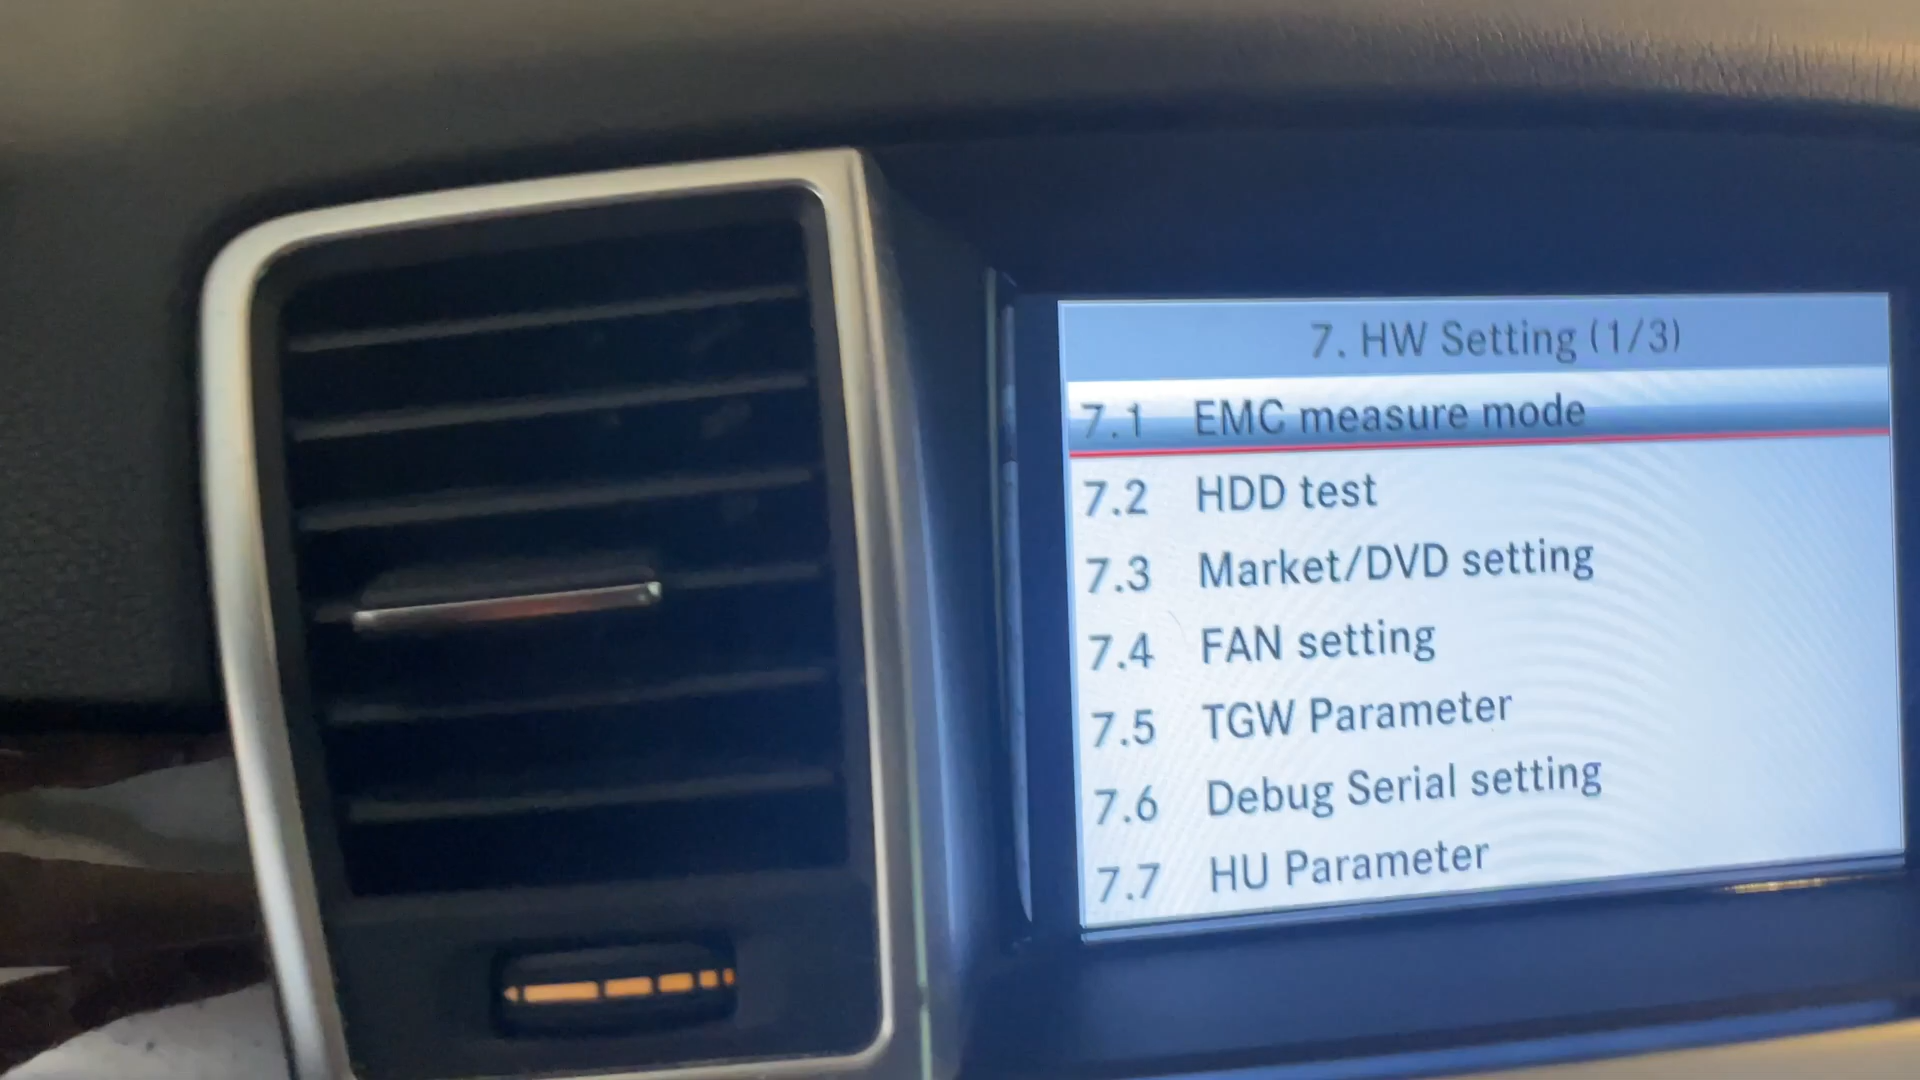 7. HW Setting (1/3)
7.1 EMC measure mode
7.2 HDD test
7.3 Market/DVD setting
7.4 FAN setting
7.5 TGW Parameter
7.6 Debug Serial setting
7.7 HU Parameter